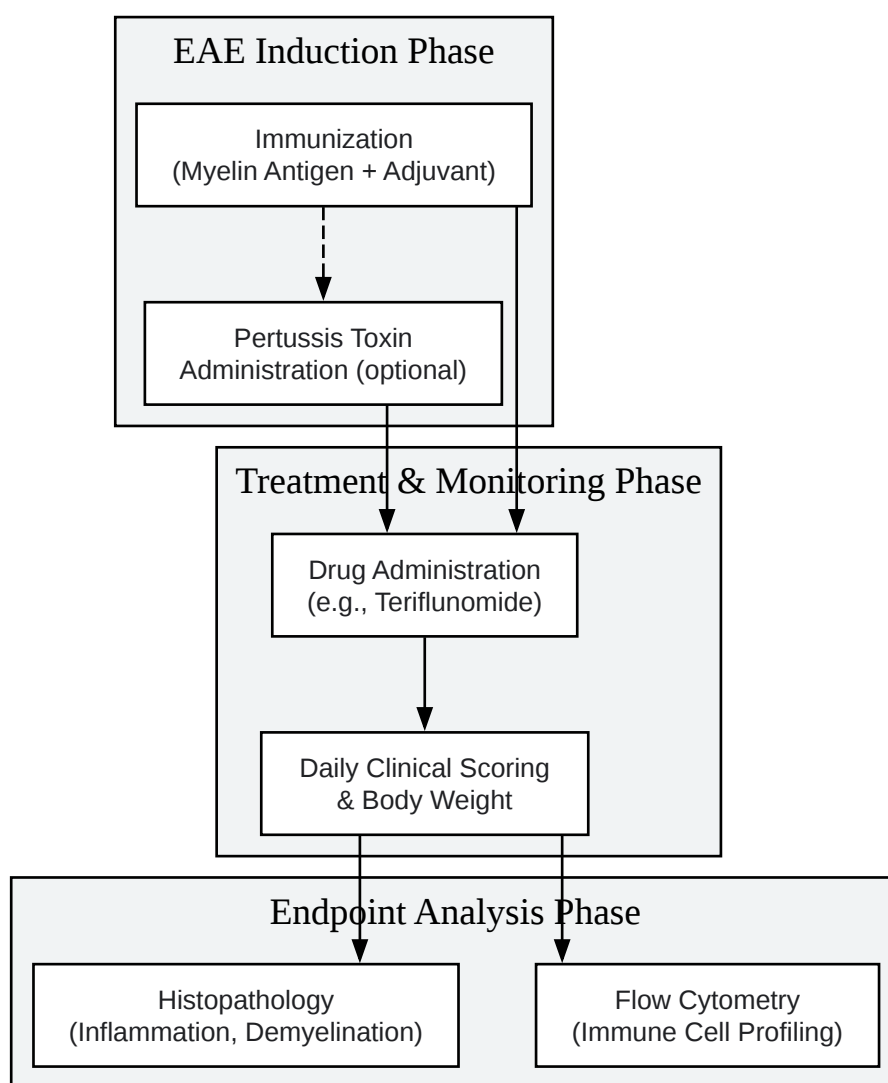 EAE Induction Phase
Immunization
(Myelin Antigen + Adjuvant)
Pertussis Toxin
Administration (optional)
Treatment & Monitoring Phase
Drug Administration
(e.g., Teriflunomide)
Daily Clinical Scoring
& Body Weight
Endpoint Analysis Phase
Histopathology
(Inflammation, Demyelination)
Flow Cytometry
(Immune Cell Profiling)